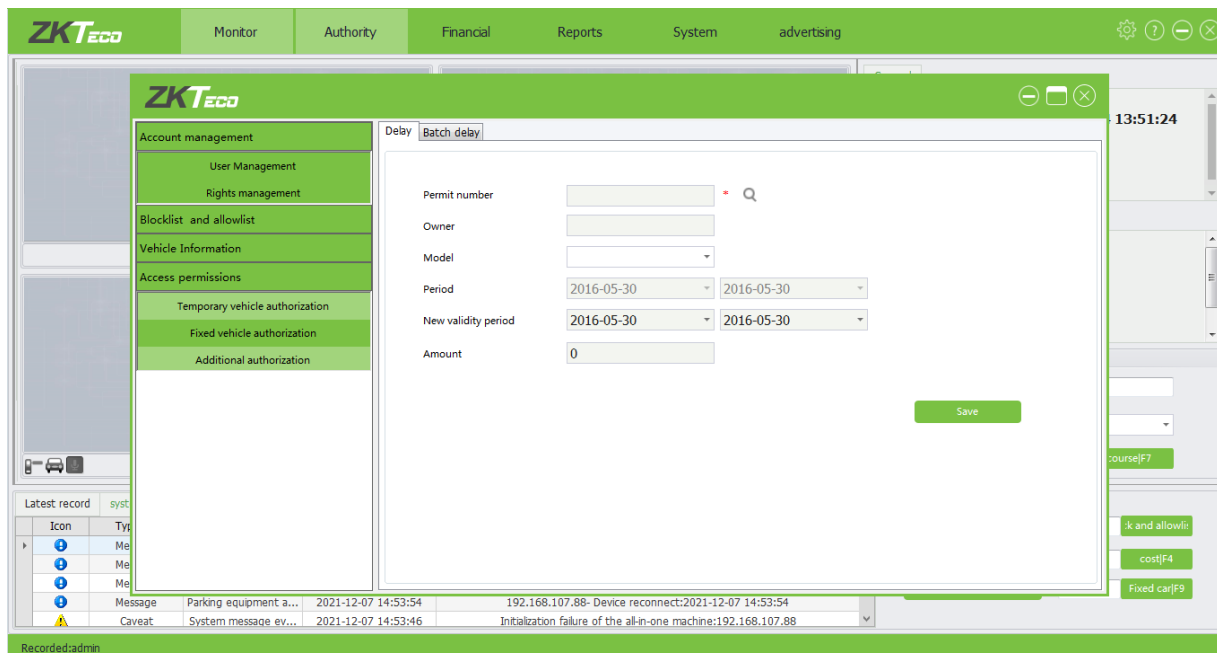 ZKTeco Monitor Authority Financial Reports System advertising
ZKTeco
13:51:24
Account management
User Management
Rights management
Blocklist and allowlist
Vehicle Information
Access permissions
Temporary vehicle authorization
Fixed vehicle authorization
Additional authorization
Delay Batch delay
Permit number *
Owner
Model
Period 2016-05-30 2016-05-30
New validity period 2016-05-30 2016-05-30
Amount 0
Save
course|F7
Latest record syst
Icon Typ
Me
Me
Me
Message Parking equipment a... 2021-12-07 14:53:54 192.168.107.88- Device reconnect:2021-12-07 14:53:54
Caveat System message ev... 2021-12-07 14:53:46 Initialization failure of the all-in-one machine:192.168.107.88
:k and allowli:
cost|F4
Fixed car|F9
Recorded:admin